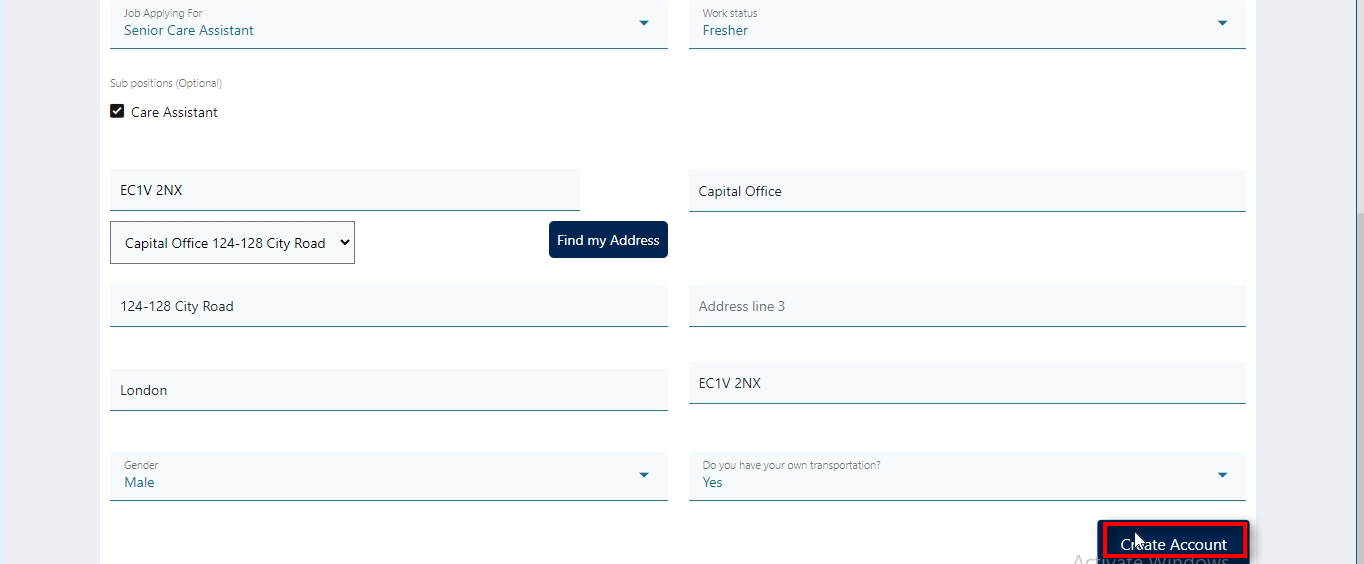 Job Applying For
Senior Care Assistant
Work status
Fresher
Sub positions (Optional)
Care Assistant
EC1V 2NX
Capital Office
Capital Office 124-128 City Road
Find my Address
124-128 City Road
Address line 3
London
EC1V 2NX
Gender
Male
Do you have your own transportation?
Yes
Create Account
Activate Windows